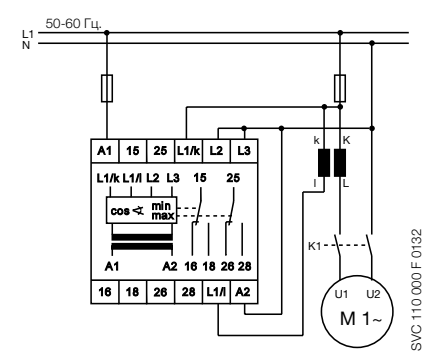 50-60 Гц.
L1
N
k K
A1 15 25 L1/k L2 L3
L1/k L1/l L2 L3 15 25
l L
cos ∢ min
max
K1
A1 A2 16 18 26 28
16 18 26 28 L1/l A2
U1 U2
M 1~
SVC 110 000 F 0132